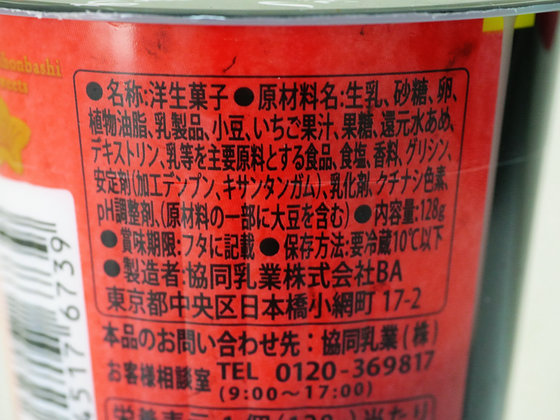 honbashi
●名称:洋生菓子●原材料名:生乳、砂糖、卵、
植物油脂、乳製品、小豆、いちご果汁、果糖、還元水あめ、
デキストリン、乳等を主要原料とする食品、食塩、香料、グリシン、
安定剤(加工デンプン、キサンタンガム)、乳化剤、クチナシ色素、
pH調整剤、(原材料の一部に大豆を含む)●内容量:128g
●賞味期限:フタに記載●保存方法:要冷蔵10℃以下
●製造者:協同乳業株式会社BA
東京都中央区日本橋小網町 17-2
本品のお問い合わせ先:協同乳業(株)
お客様相談室 TEL 0120-369817
(9:00~17:00)
517 6739